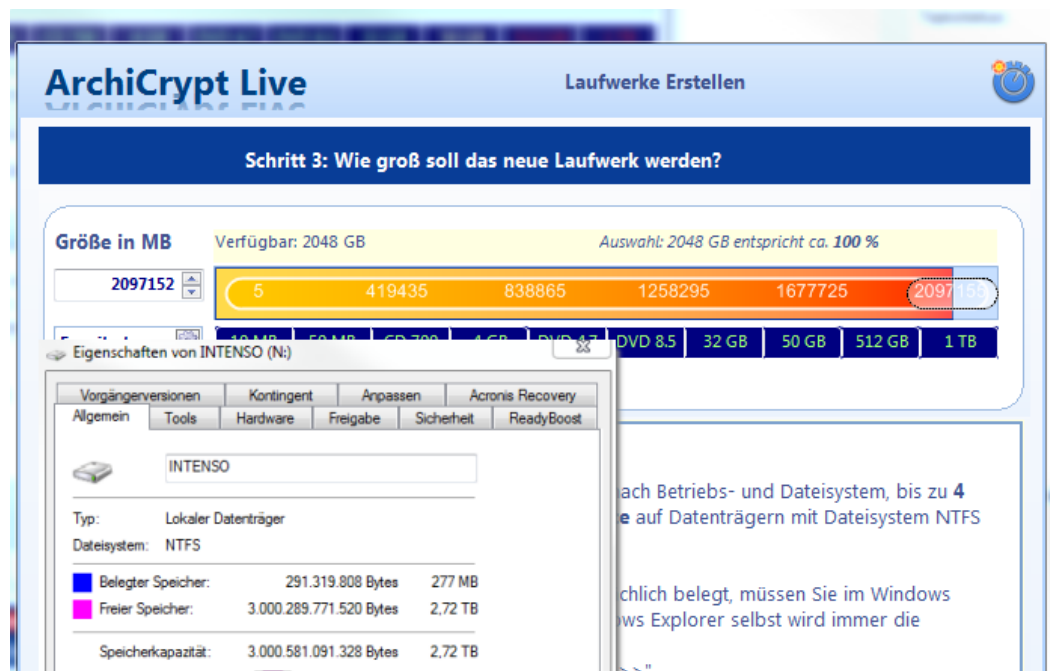 ArchiCrypt Live
Laufwerke Erstellen
Schritt 3: Wie groß soll das neue Laufwerk werden?
Größe in MB
Verfügbar: 2048 GB
Auswahl: 2048 GB entspricht ca. 100 %
2097152
5 419435 838865 1258295 1677725 2097155
DVD 8.5 32 GB 50 GB 512 GB 1 TB
Eigenschaften von INTENSO (N:)
Vorgängerversionen Kontingent Anpassen Acronis Recovery
Allgemein Tools Hardware Freigabe Sicherheit ReadyBoost
INTENSO
Typ: Lokaler Datenträger
Dateisystem: NTFS
Belegter Speicher: 291.319.808 Bytes 277 MB
Freier Speicher: 3.000.289.771.520 Bytes 2,72 TB
Speicherkapazität: 3.000.581.091.328 Bytes 2,72 TB
ach Betriebs- und Dateisystem, bis zu 4
e auf Datenträgern mit Dateisystem NTFS
chlich belegt, müssen Sie im Windows
ws Explorer selbst wird immer die
>>"